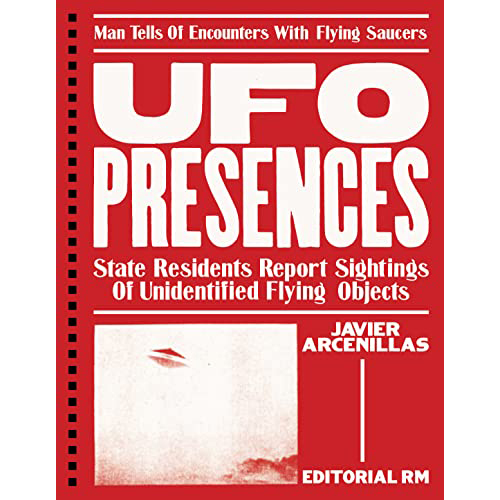 Man Tells Of Encounters With Flying Saucers
UFO
PRESENCES
State Residents Report Sightings
Of Unidentified Flying Objects
JAVIER
ARCENILLAS
EDITORIAL RM